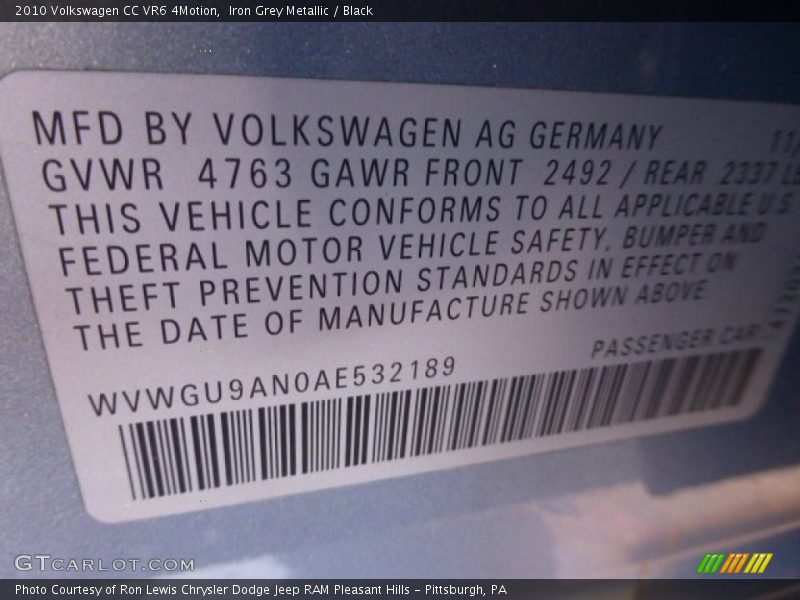 2010 Volkswagen CC VR6 4Motion,  Iron Grey Metallic / Black
MFD BY VOLKSWAGEN AG GERMANY 11/
GVWR 4763 GAWR FRONT 2492 / REAR 2337 LB
THIS VEHICLE CONFORMS TO ALL APPLICABLE U S
FEDERAL MOTOR VEHICLE SAFETY, BUMPER AND
THEFT PREVENTION STANDARDS IN EFFECT ON
THE DATE OF MANUFACTURE SHOWN ABOVE
PASSENGER CAR
WVWGU9AN0AE532189
GTCARLOT.COM
Photo Courtesy of Ron Lewis Chrysler Dodge Jeep RAM Pleasant Hills – Pittsburgh, PA